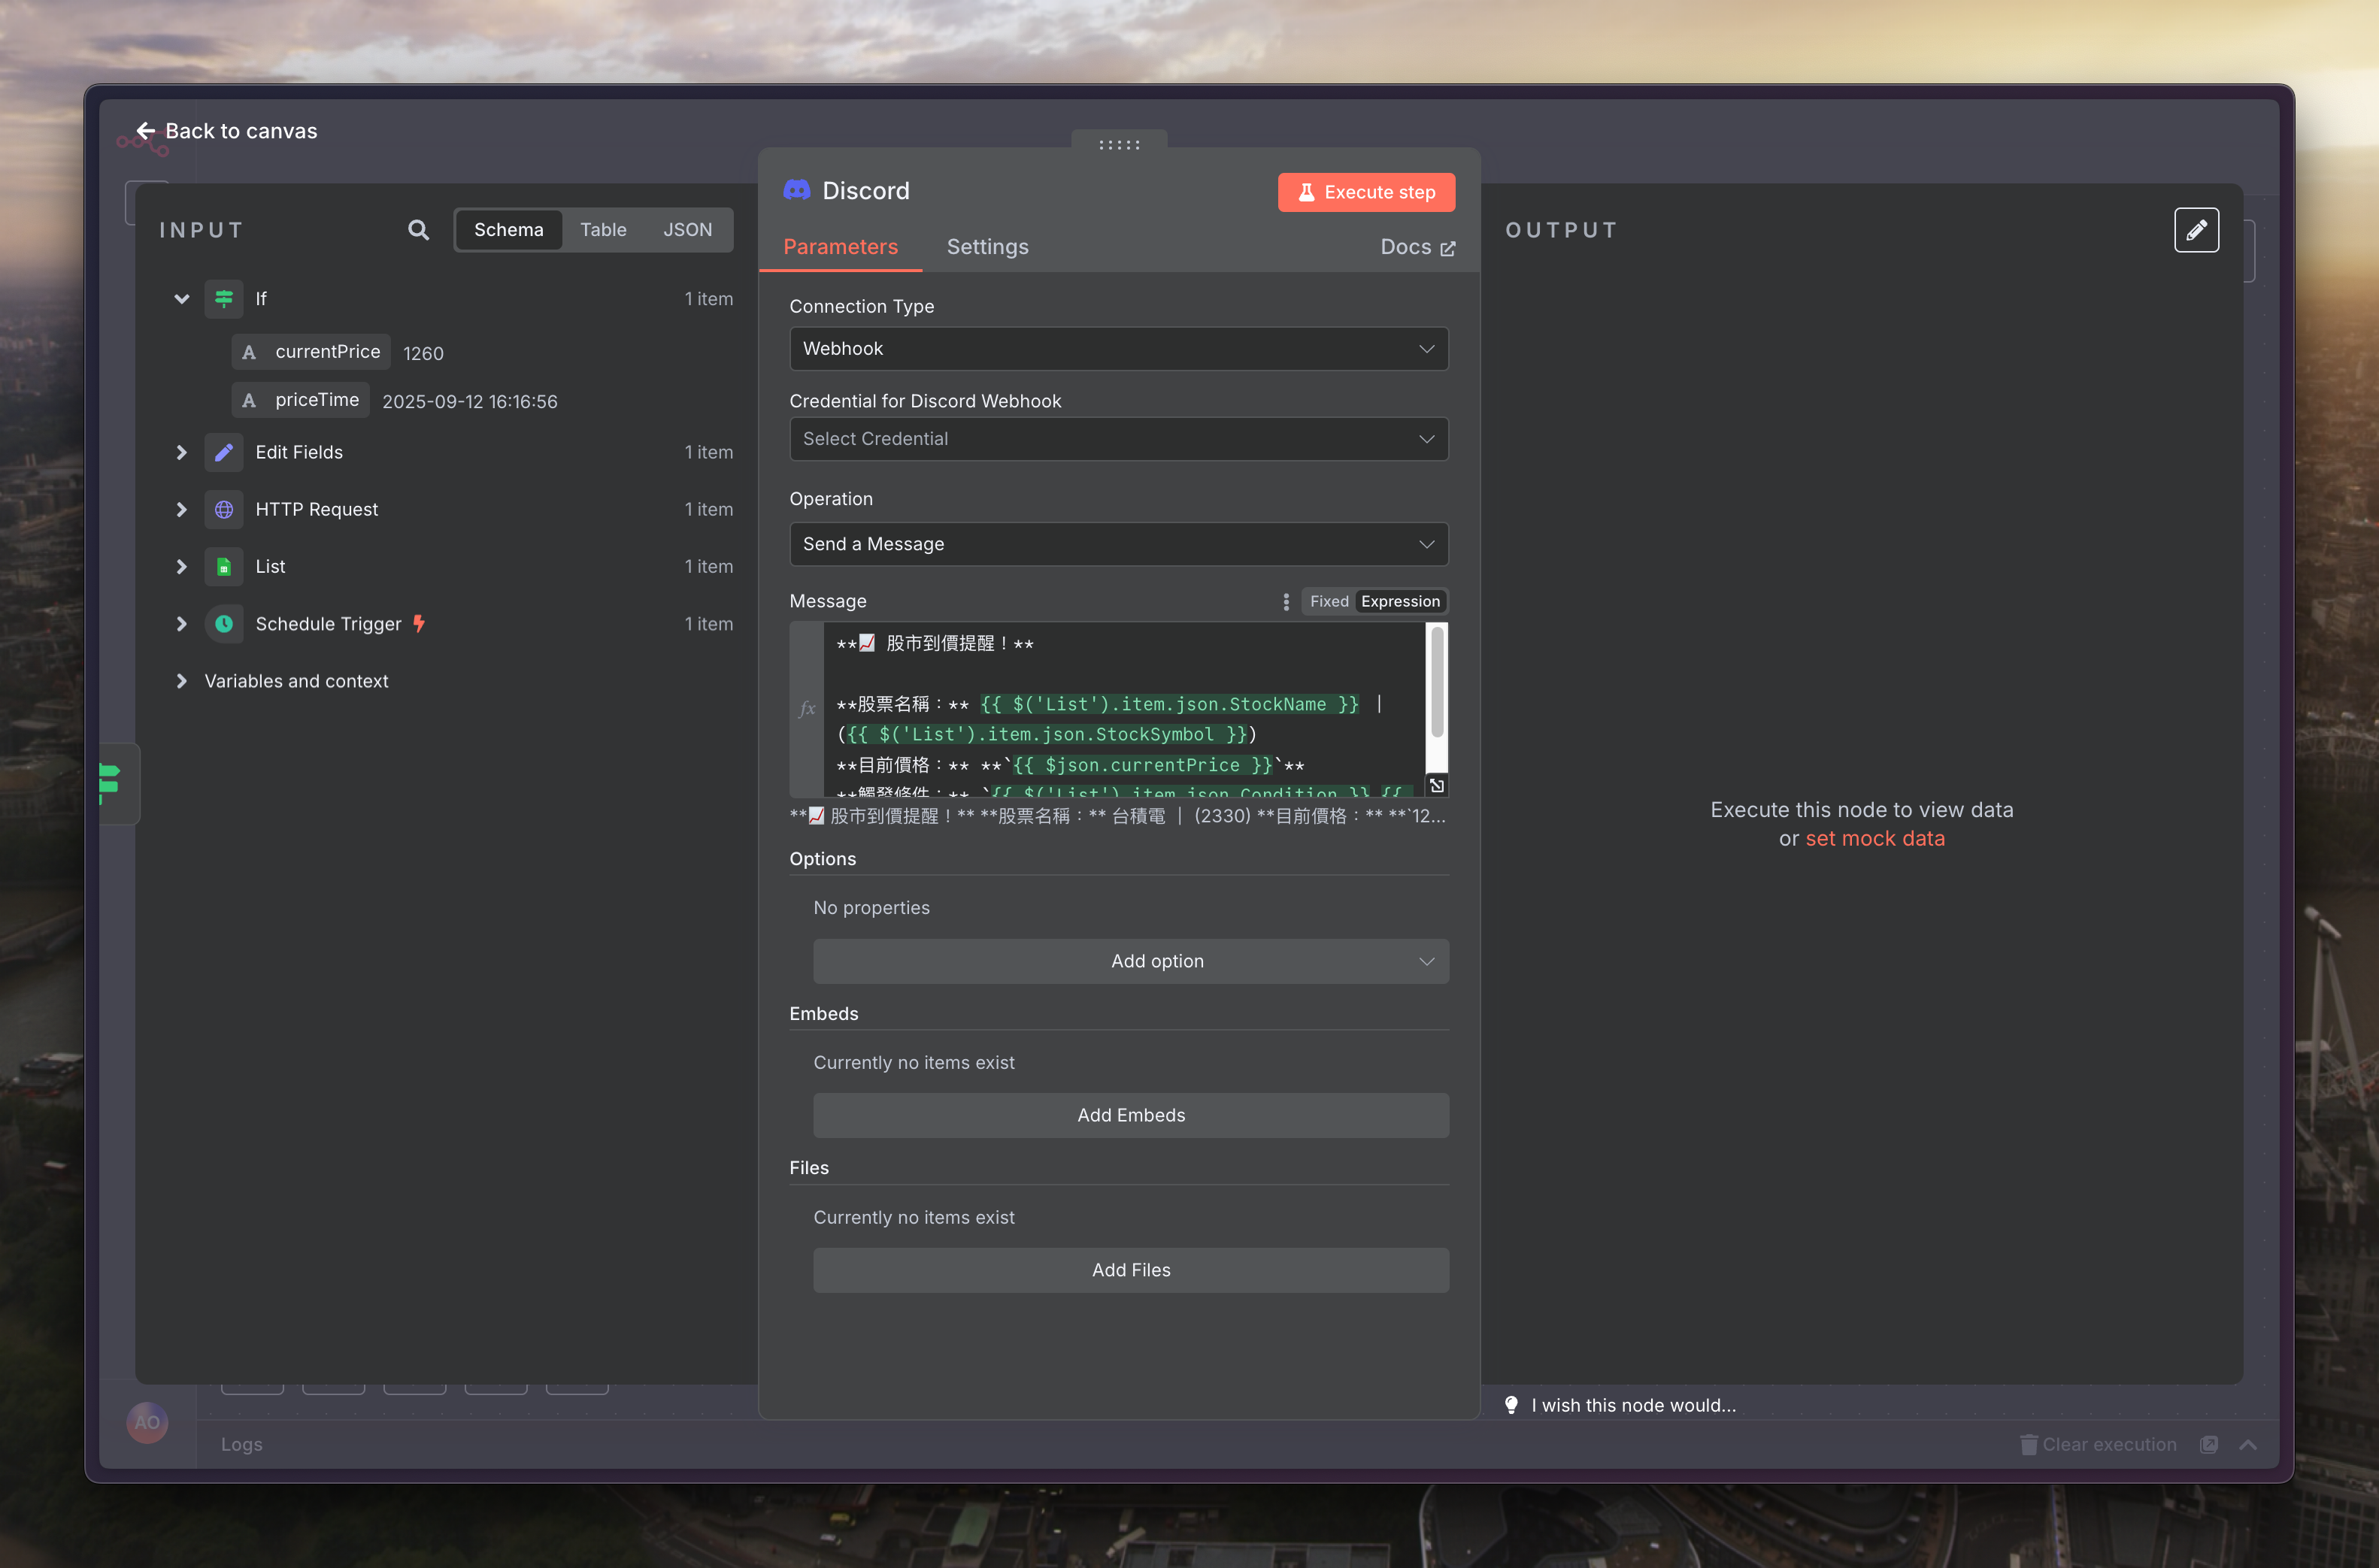 Back to canvas
INPUT
Schema
Table
JSON
If
1 item
A
currentPrice
1260
A
priceTime
2025-09-12 16:16:56
Edit Fields
1 item
HTTP Request
1 item
List
1 item
Schedule Trigger
1 item
Variables and context
Discord
Execute step
Parameters
Settings
Docs
Connection Type
Webhook
Credential for Discord Webhook
Select Credential
Operation
Send a Message
Message
Fixed
Expression
fx
**📈 股市到價提醒！**
**股票名稱：** {{ $('List').item.json.StockName }} ｜
({{ $('List').item.json.StockSymbol }})
**目前價格：** **`{{ $json.currentPrice }}`**
**觸發條件：** `{{ $('List').item.json.Condition }} {{
**📈 股市到價提醒！** **股票名稱：** 台積電 ｜ (2330) **目前價格：** **`12...
Options
No properties
Add option
Embeds
Currently no items exist
Add Embeds
Files
Currently no items exist
Add Files
OUTPUT
Execute this node to view data
or set mock data
I wish this node would...
AO
Logs
Clear execution